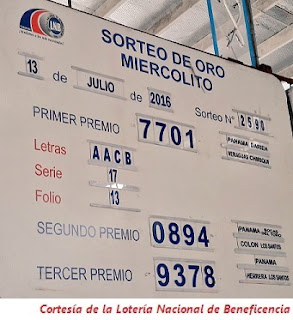 SORTEO DE ORO
MIERCOLITO
13 de JULIO de 2016 Sorteo N° 2590
PRIMER PREMIO 7701
PANAMA DARIEN
VERAGUAS CHIRIQUI
Letras AACB
Serie 17
Folio 13
SEGUNDO PREMIO 0894
PANAMA
COLON LOS SANTOS
TERCER PREMIO 9378
PANAMA
HERRERA LOS SANTOS
Cortesía de la Lotería Nacional de Beneficencia